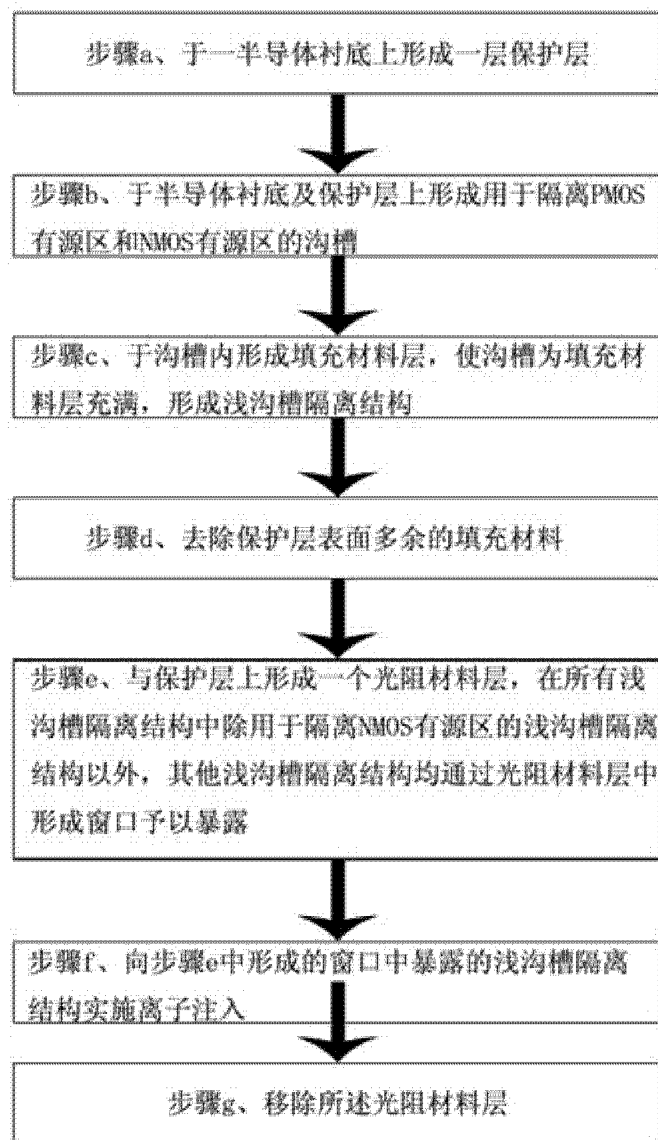 步骤a、于一半导体衬底上形成一层保护层
步骤b、于半导体衬底及保护层上形成用于隔离PMOS
有源区和NMOS有源区的沟槽
步骤c、于沟槽内形成填充材料层，使沟槽为填充材
料层充满，形成浅沟槽隔离结构
步骤d、去除保护层表面多余的填充材料
步骤e、与保护层上形成一个光阻材料层，在所有浅
沟槽隔离结构中除用于隔离NMOS有源区的浅沟槽隔离
结构以外，其他浅沟槽隔离结构均通过光阻材料层中
形成窗口予以暴露
步骤f、向步骤e中形成的窗口中暴露的浅沟槽隔离
结构实施离子注入
步骤g、移除所述光阻材料层